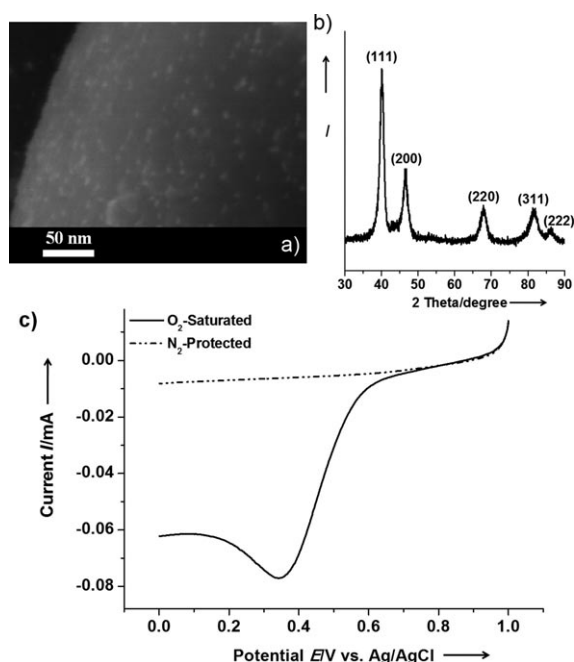 50 nm
a)
b)
I
(111)
(200)
(220)
(311)
(222)
30 40 50 60 70 80 90
2 Theta/degree
c)
O₂-Saturated
N₂-Protected
0.00
-0.02
-0.04
-0.06
-0.08
Current I/mA
0.0 0.2 0.4 0.6 0.8 1.0
Potential E/V vs. Ag/AgCl